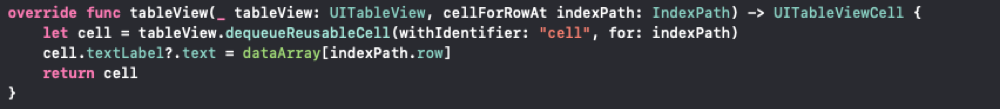 override func tableView(_ tableView: UITableView, cellForRowAt indexPath: IndexPath) -> UITableViewCell {
    let cell = tableView.dequeueReusableCell(withIdentifier: "cell", for: indexPath)
    cell.textLabel?.text = dataArray[indexPath.row]
    return cell
}